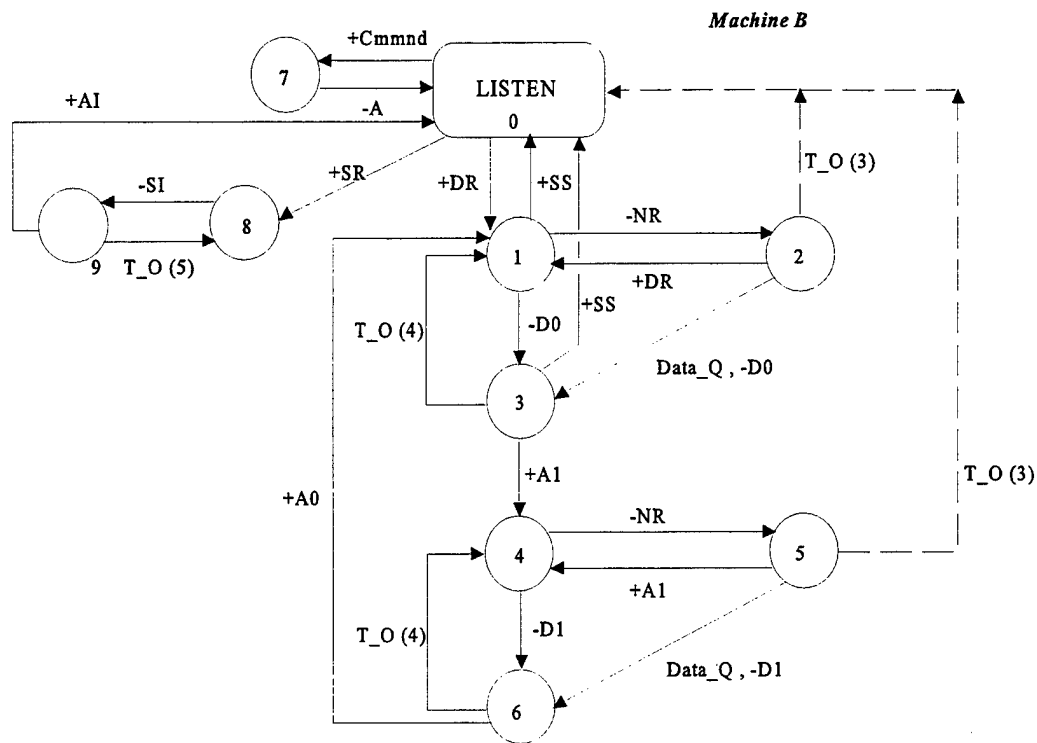 Machine B
+Cmmnd
7
LISTEN
0
+AI
-A
T_O (3)
+SR
+DR
+SS
-SI
-NR
8
1
2
9
T_O (5)
+DR
+SS
T_O (4)
-D0
Data_Q , -D0
3
+A1
T_O (3)
+A0
-NR
4
5
+A1
T_O (4)
-D1
Data_Q , -D1
6